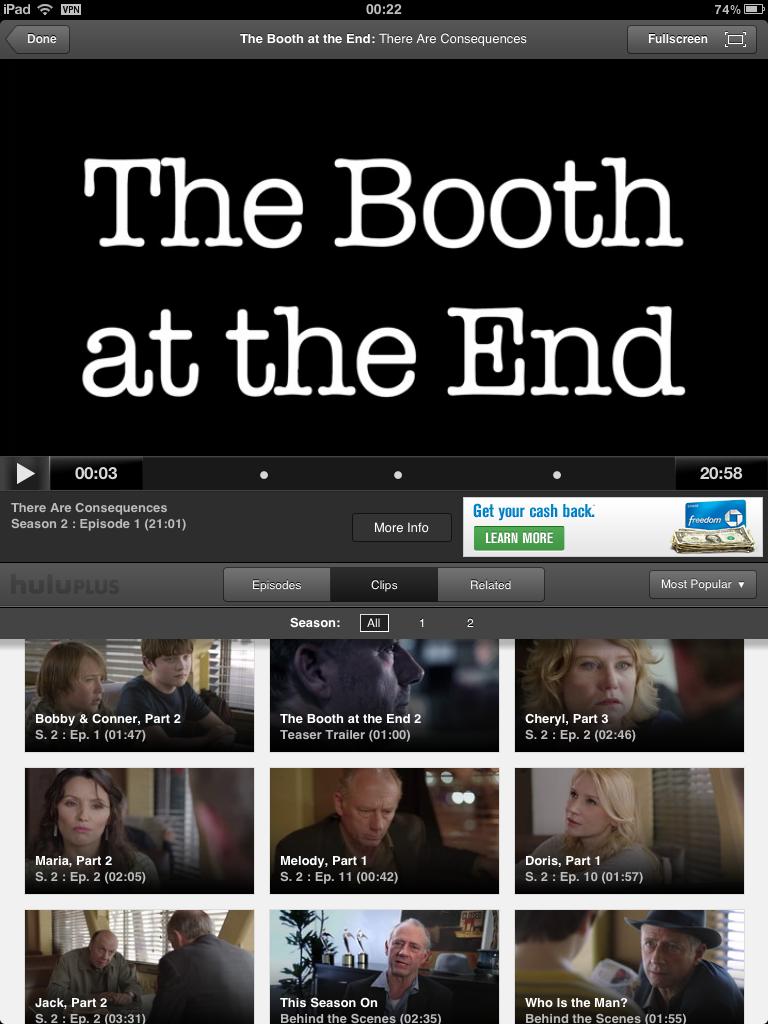 iPad VPN 00:22 74%
Done The Booth at the End: There Are Consequences Fullscreen
The Booth
at the End
00:03 20:58
There Are Consequences
Season 2 : Episode 1 (21:01)
More Info
Get your cash back.
LEARN MORE
freedom
hulu PLUS Episodes Clips Related Most Popular ▼
Season: All 1 2
Bobby & Conner, Part 2
S. 2 : Ep. 1 (01:47)
The Booth at the End 2
Teaser Trailer (01:00)
Cheryl, Part 3
S. 2 : Ep. 2 (02:46)
Maria, Part 2
S. 2 : Ep. 2 (02:05)
Melody, Part 1
S. 2 : Ep. 11 (00:42)
Doris, Part 1
S. 2 : Ep. 10 (01:57)
Jack, Part 2
S. 2 : Ep. 2 (03:31)
This Season On
Behind the Scenes (02:35)
Who Is the Man?
Behind the Scenes (01:55)